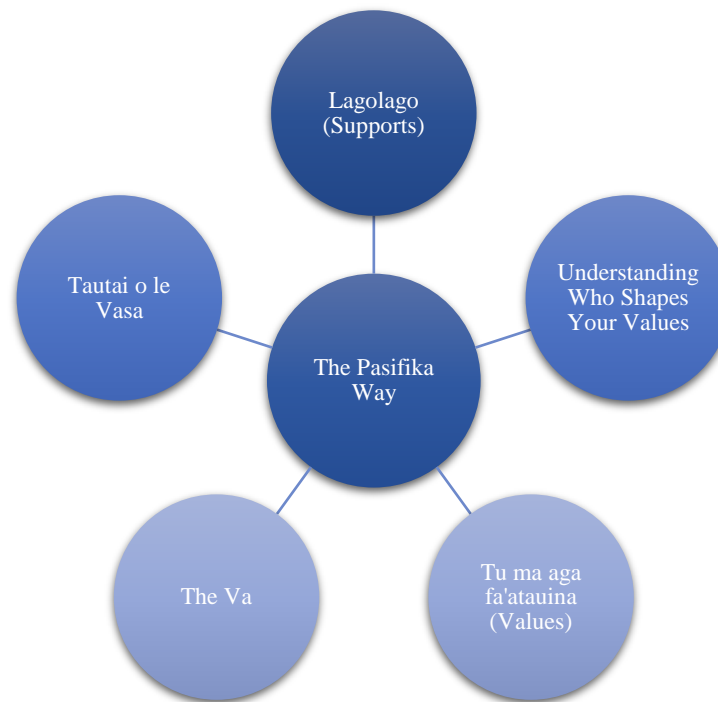 Lagolago
(Supports)
Tautai o le
Vasa
Understanding
Who Shapes
Your Values
The Pasifika
Way
The Va
Tu ma aga
fa'atauina
(Values)